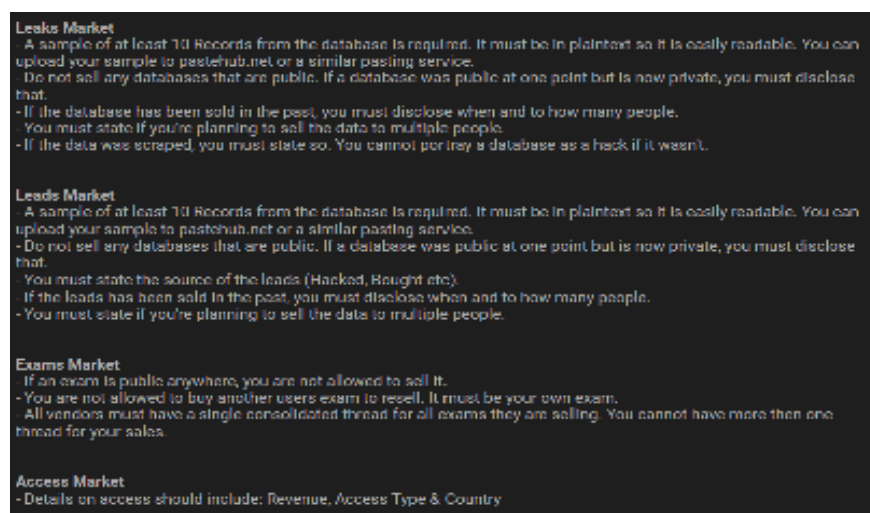 Leaks Market
- A sample of at least 10 Records from the database is required. It must be in plaintext so it is easily readable. You can
upload your sample to pastehub.net or a similar pasting service.
- Do not sell any databases that are public. If a database was public at one point but is now private, you must disclose
that.
- If the database has been sold in the past, you must disclose when and to how many people.
- You must state if you're planning to sell the data to multiple people.
- If the data was scraped, you must state so. You cannot portray a database as a hack if it wasn't.
Leads Market
- A sample of at least 10 Records from the database is required. It must be in plaintext so it is easily readable. You can
upload your sample to pastehub.net or a similar pasting service.
- Do not sell any databases that are public. If a database was public at one point but is now private, you must disclose
that.
- You must state the source of the leads (Hacked, Bought etc).
- If the leads has been sold in the past, you must disclose when and to how many people.
- You must state if you're planning to sell the data to multiple people.
Exams Market
- If an exam is public anywhere, you are not allowed to sell it.
- You are not allowed to buy another users exam to resell. It must be your own exam.
- All vendors must have a single consolidated thread for all exams they are selling. You cannot have more then one
thread for your sales.
Access Market
- Details on access should include: Revenue, Access Type & Country